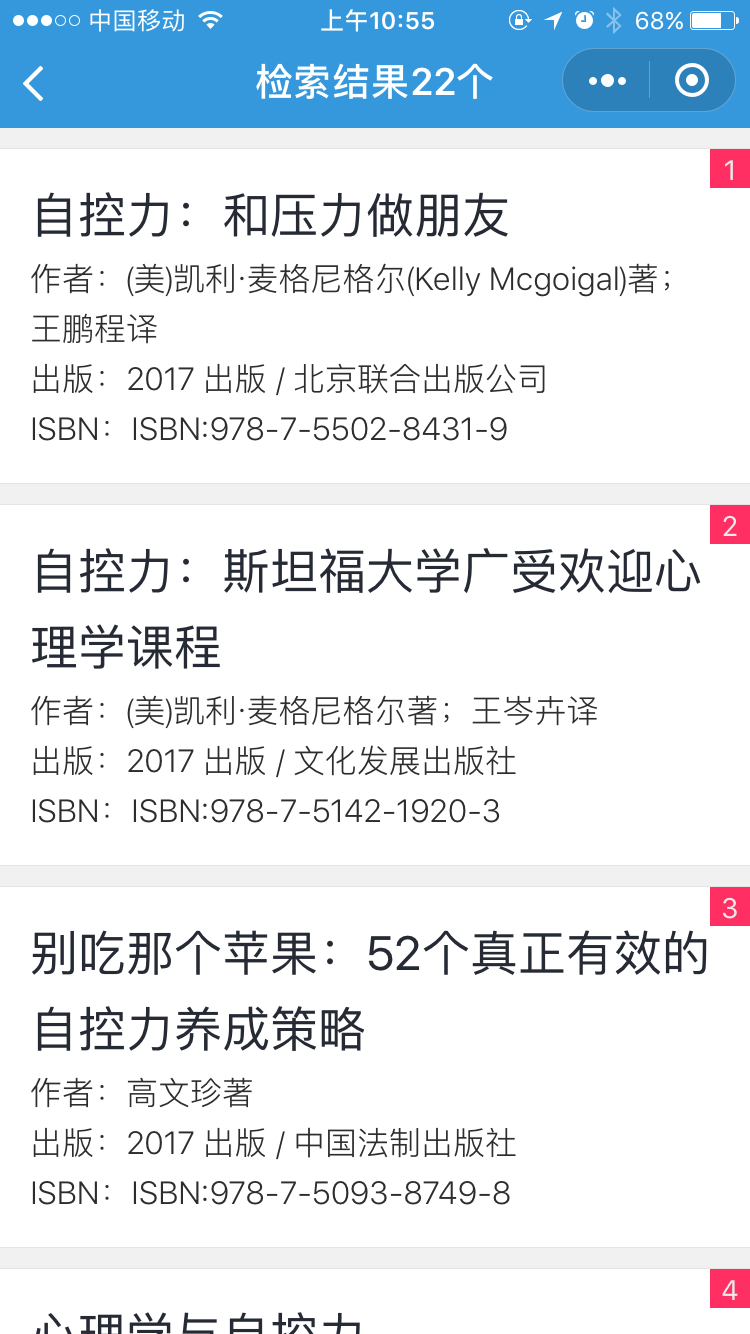 中国移动 上午10:55 68%
检索结果22个
1
自控力：和压力做朋友
作者：(美)凯利·麦格尼格尔(Kelly Mcgoigal)著；
王鹏程译
出版：2017 出版 / 北京联合出版公司
ISBN：ISBN:978-7-5502-8431-9
2
自控力：斯坦福大学广受欢迎心
理学课程
作者：(美)凯利·麦格尼格尔著；王岑卉译
出版：2017 出版 / 文化发展出版社
ISBN：ISBN:978-7-5142-1920-3
3
别吃那个苹果：52个真正有效的
自控力养成策略
作者：高文珍著
出版：2017 出版 / 中国法制出版社
ISBN：ISBN:978-7-5093-8749-8
4
心理学与自控力